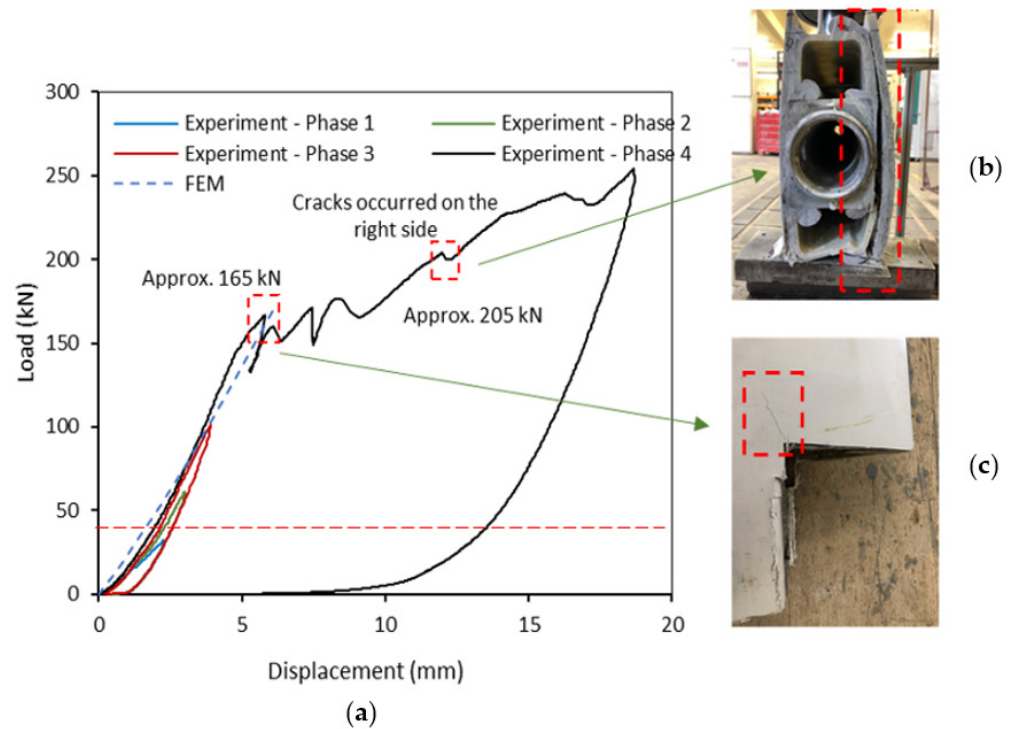 300
250
200
150
100
50
0
Load (kN)
Experiment - Phase 1
Experiment - Phase 2
Experiment - Phase 3
Experiment - Phase 4
FEM
Cracks occurred on the
right side
Approx. 165 kN
Approx. 205 kN
0 5 10 15 20
Displacement (mm)
(a)
(b)
(c)